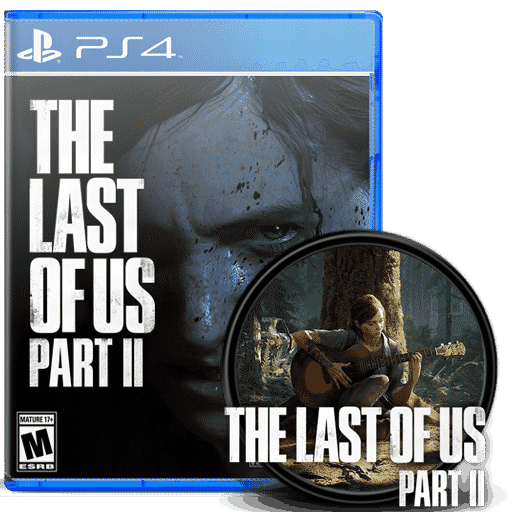 PS4
THE
LAST
OF US
PART II
MATURE 17+
M
ESRB
THE LAST OF US
PART II